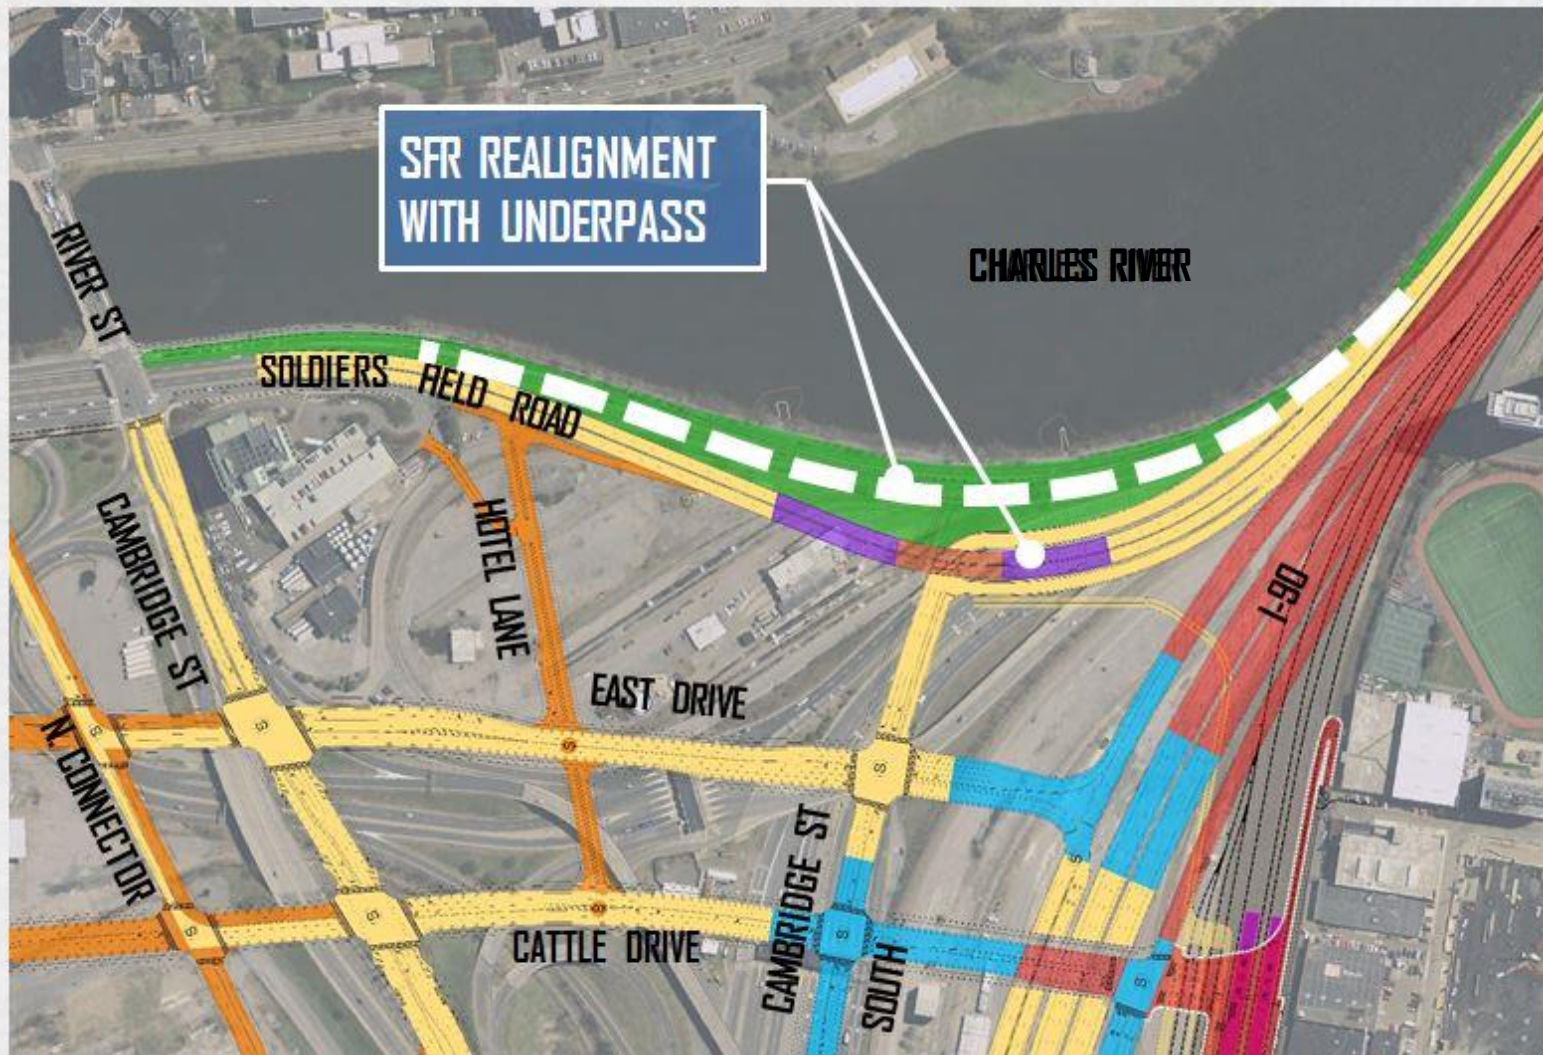 SFR REALIGNMENT
WITH UNDERPASS
CHARLES RIVER
RIVER ST
SOLDIERS FIELD ROAD
CAMBRIDGE ST
HOTEL LANE
I-90
EAST DRIVE
N. CONNECTOR
CATTLE DRIVE
CAMBRIDGE ST
SOUTH
S
S
S
S
S
S
S
S
S
S